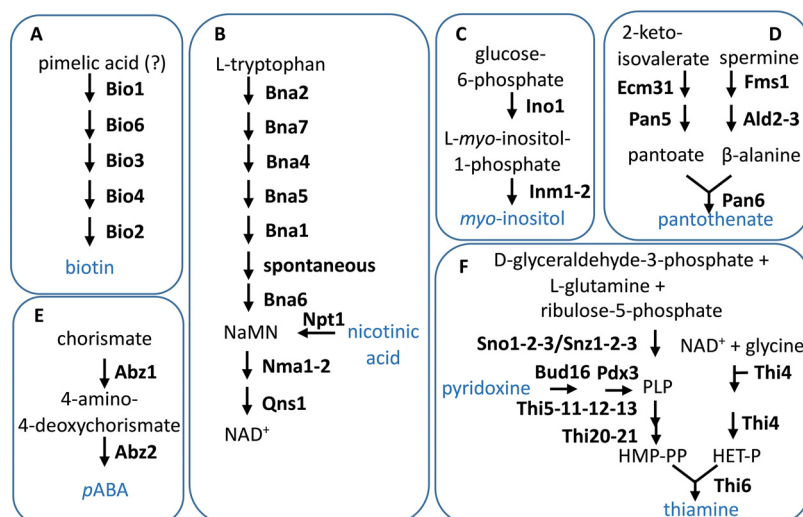 A
pimelic acid (?)
Bio1
Bio6
Bio3
Bio4
Bio2
biotin
B
L-tryptophan
Bna2
Bna7
Bna4
Bna5
Bna1
spontaneous
Bna6
NaMN
Npt1
nicotinic
acid
Nma1-2
Qns1
NAD⁺
C
glucose-
6-phosphate
Ino1
L-myo-inositol-
1-phosphate
Inm1-2
myo-inositol
D
2-keto-
isovalerate
Ecm31
Pan5
pantoate
spermine
Fms1
Ald2-3
β-alanine
Pan6
pantothenate
E
chorismate
Abz1
4-amino-
4-deoxychorismate
Abz2
pABA
F
D-glyceraldehyde-3-phosphate +
L-glutamine +
ribulose-5-phosphate
Sno1-2-3/Snz1-2-3
pyridoxine
Bud16
Pdx3
PLP
Thi5-11-12-13
Thi20-21
HMP-PP
NAD⁺ + glycine
Thi4
Thi4
HET-P
Thi6
thiamine